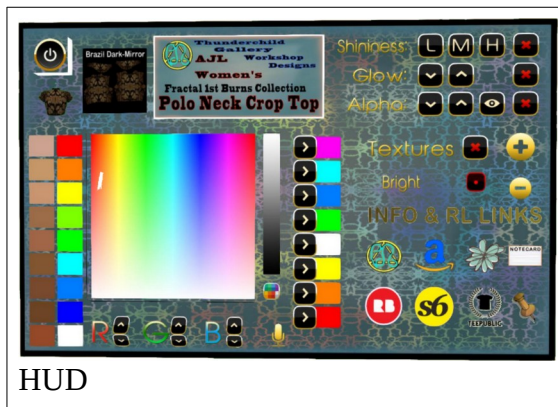 Brazil Dark-Mirror
Thunderchild
Gallery
AJL Workshop
Designs
Women's
Fractal 1st Burns Collection
Polo Neck Crop Top
Shininess: L M H
Glow:
Alpha:
Textures
Bright
INFO & RL LINKS
a
NOTECARD
RB
s6
TEEPUBLIC
R G B
HUD